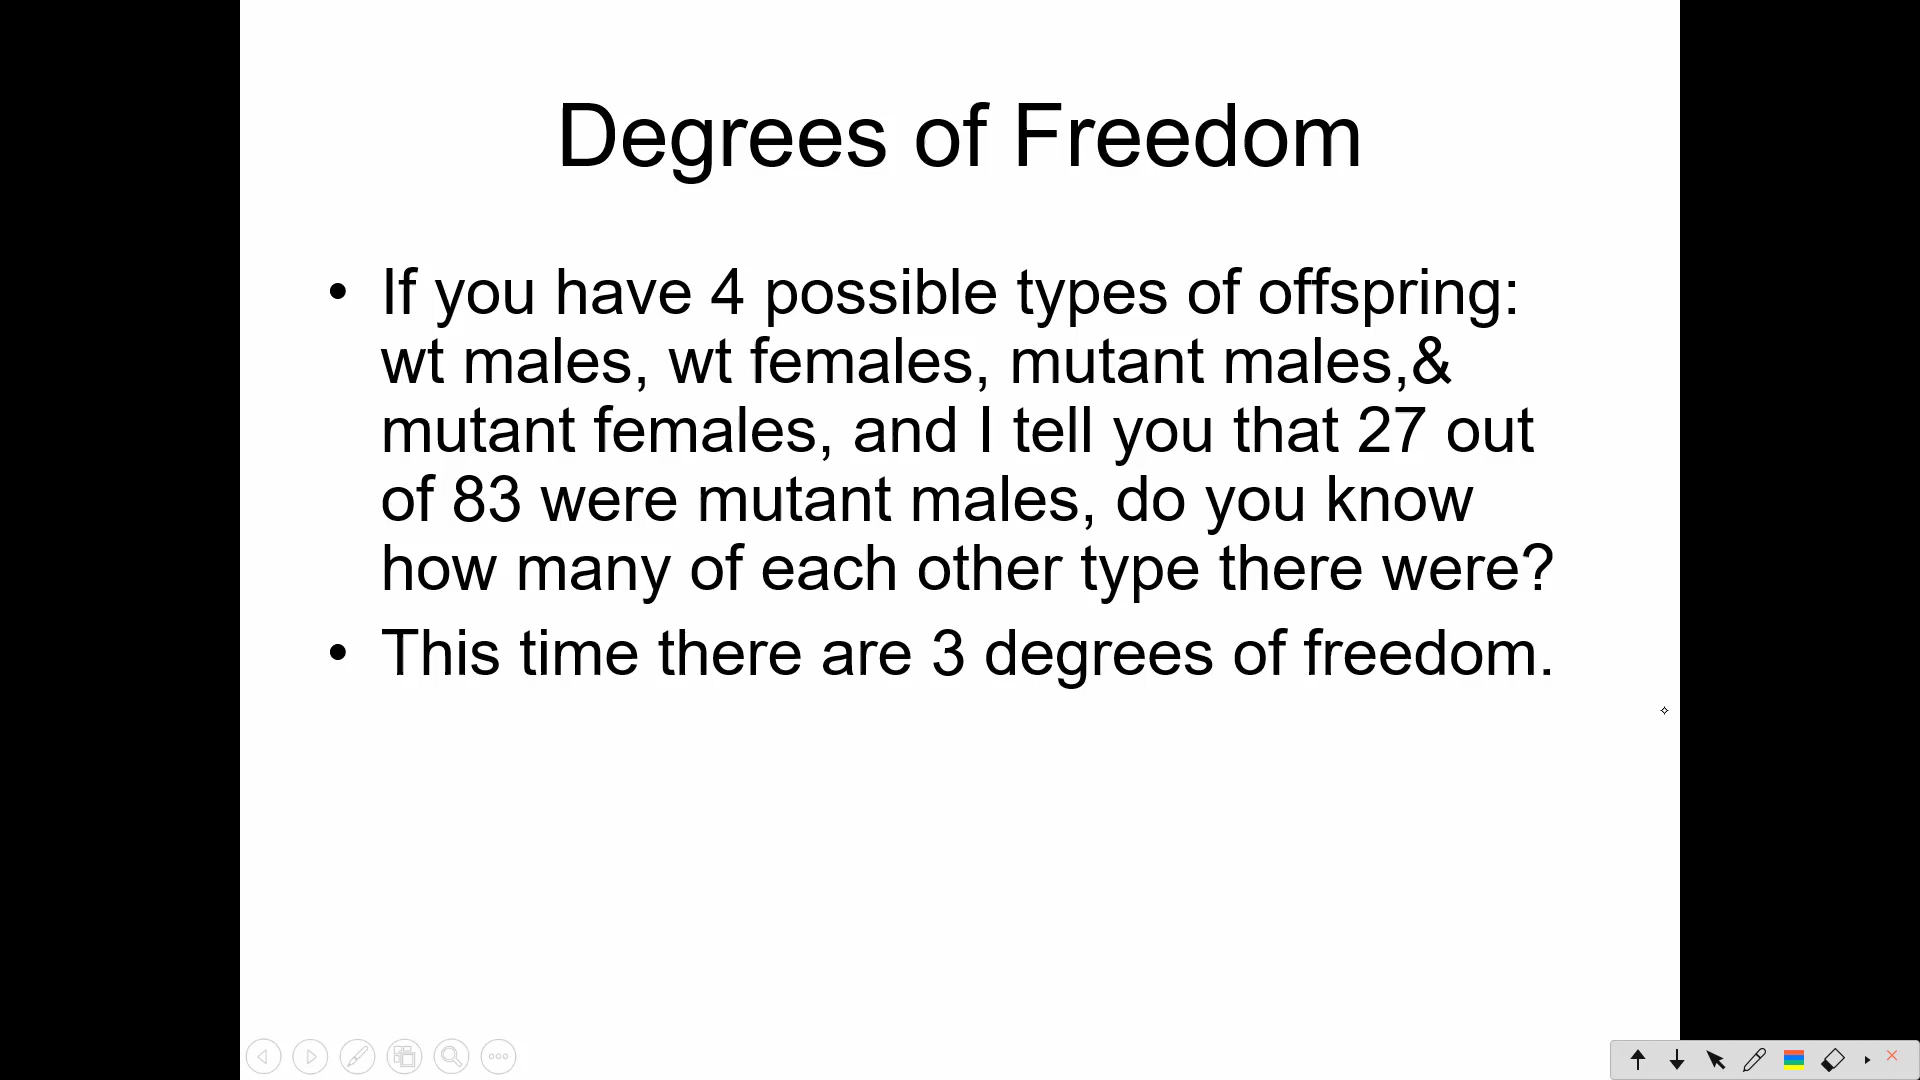 Degrees of Freedom
• If you have 4 possible types of offspring:
wt males, wt females, mutant males,&
mutant females, and I tell you that 27 out
of 83 were mutant males, do you know
how many of each other type there were?
• This time there are 3 degrees of freedom.